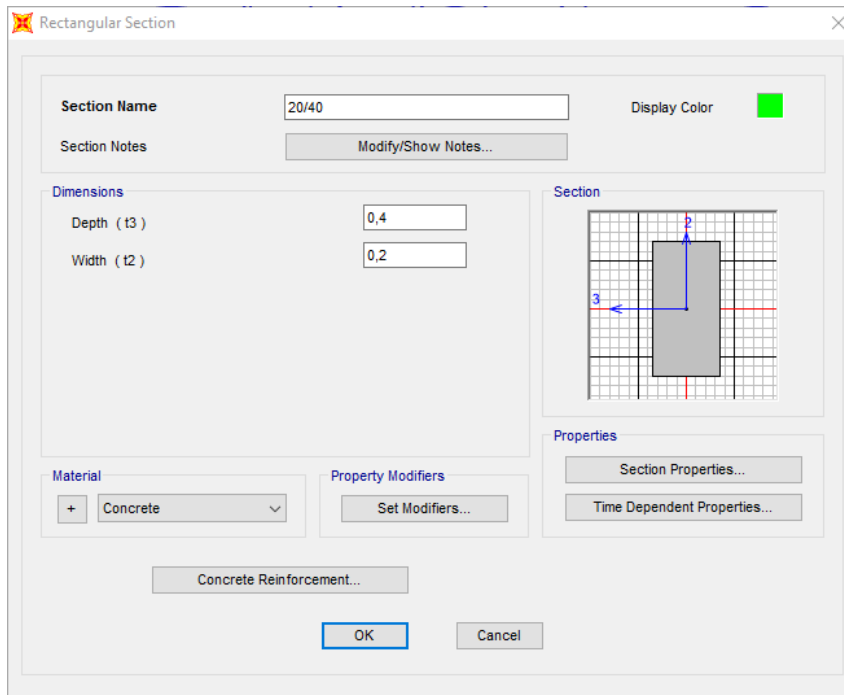 Rectangular Section
Section Name
20/40
Display Color
Section Notes
Modify/Show Notes...
Dimensions
Depth ( t3 )
0,4
Width ( t2 )
0,2
Section
2
3
Properties
Section Properties...
Time Dependent Properties...
Material
+
Concrete
Property Modifiers
Set Modifiers...
Concrete Reinforcement...
OK
Cancel